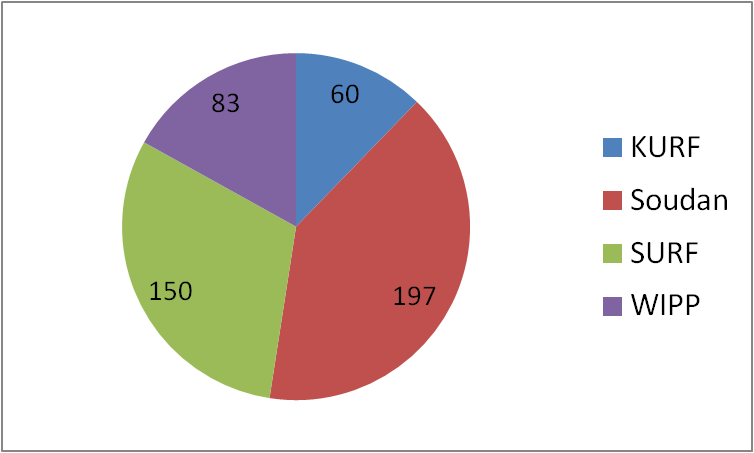 60
197
150
83
KURF
Soudan
SURF
WIPP